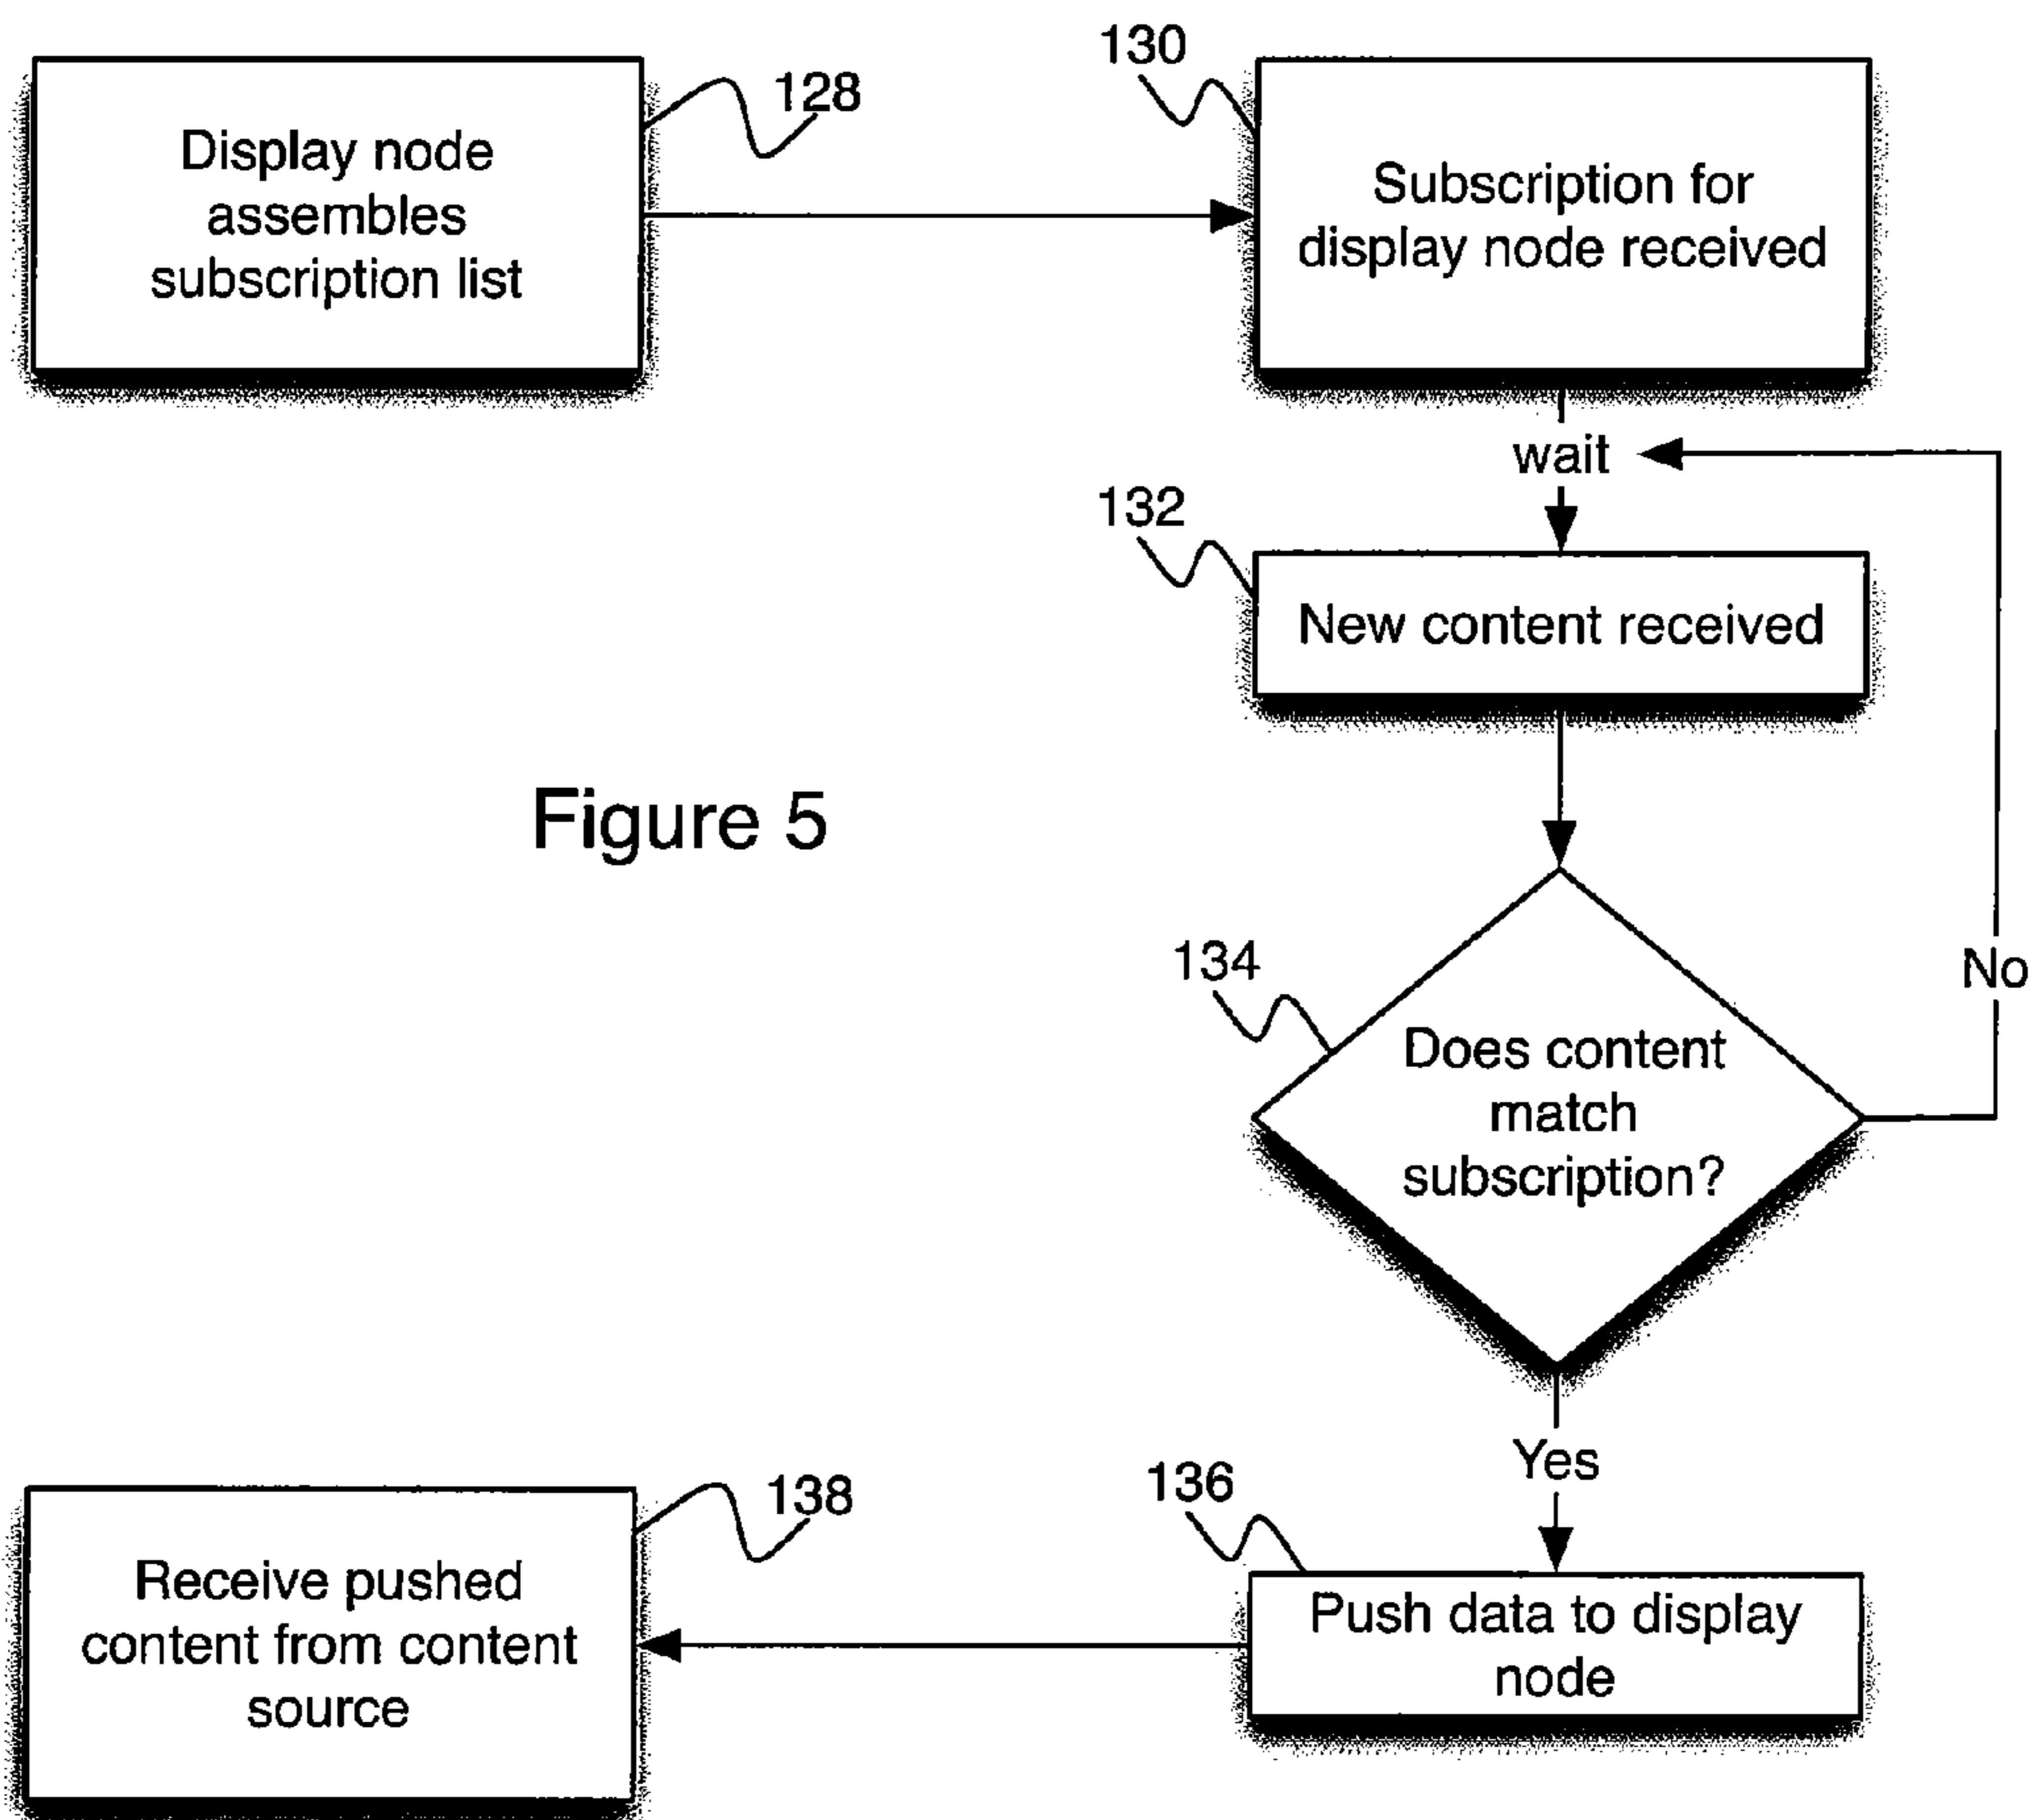 Display node
assembles
subscription list
128
130
Subscription for
display node received
wait
132
New content received
Figure 5
134
Does content
match
subscription?
No
Yes
136
Push data to display
node
138
Receive pushed
content from content
source